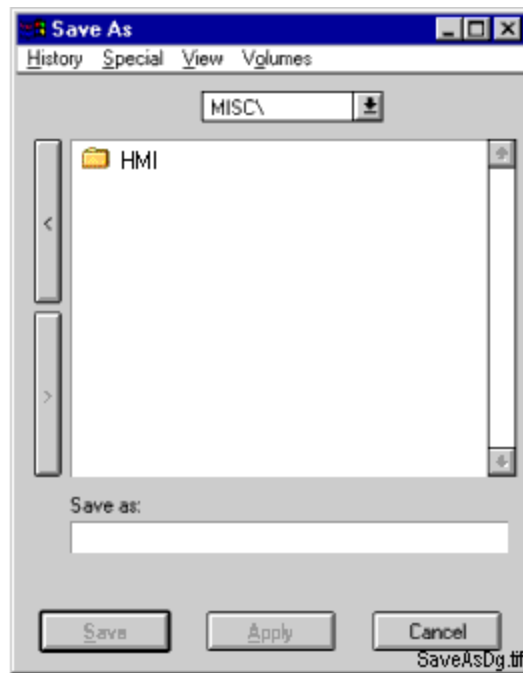 Save As
History Special View Volumes
MISC\
HMI
<
>
Save as:
Save Apply Cancel
SaveAsDg.tif